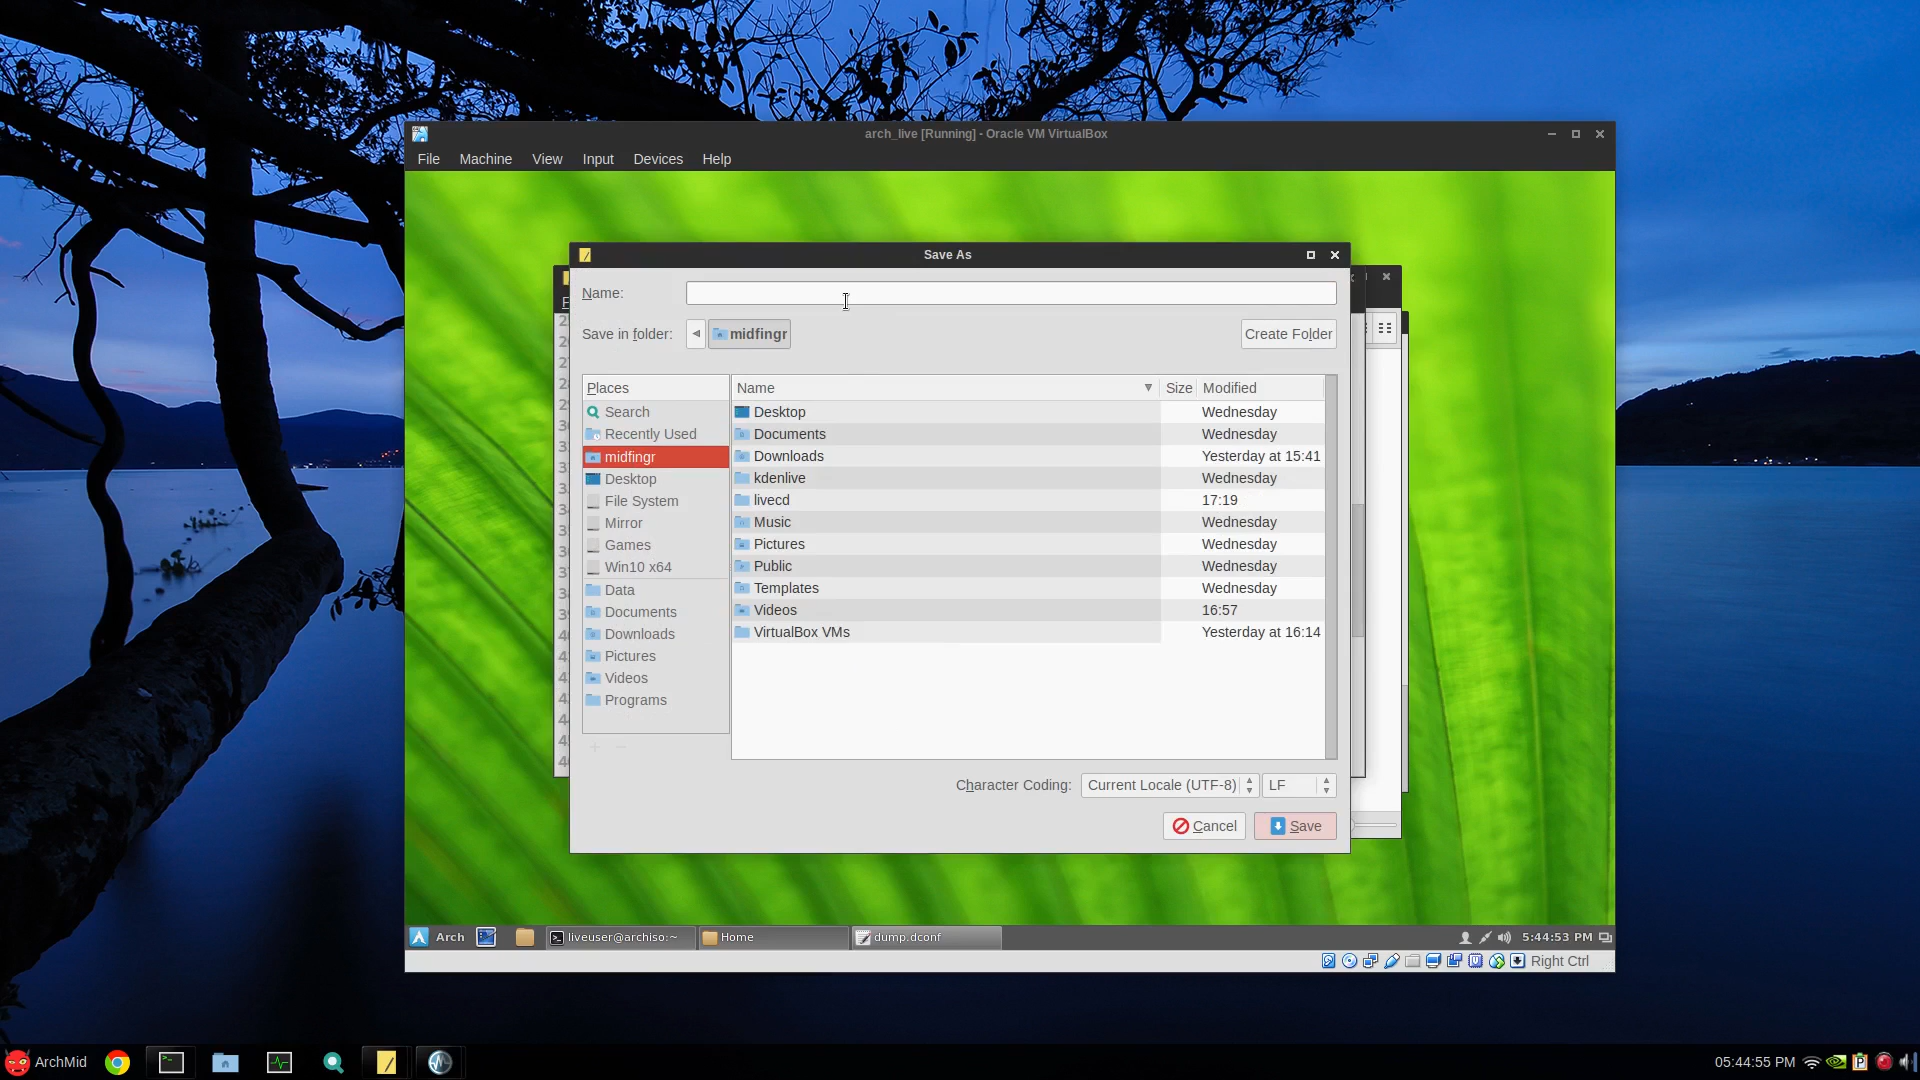 arch_live [Running] - Oracle VM VirtualBox
File Machine View Input Devices Help
Save As
Name:
Save in folder: midfingr Create Folder
Places
Search
Recently Used
midfingr
Desktop
File System
Mirror
Games
Win10 x64
Data
Documents
Downloads
Pictures
Videos
Programs
Name Size Modified
Desktop Wednesday
Documents Wednesday
Downloads Yesterday at 15:41
kdenlive Wednesday
livecd 17:19
Music Wednesday
Pictures Wednesday
Public Wednesday
Templates Wednesday
Videos 16:57
VirtualBox VMs Yesterday at 16:14
Character Coding: Current Locale (UTF-8) LF
Cancel Save
Arch liveuser@archiso:~ Home dump.dconf 5:44:53 PM
Right Ctrl
ArchMid 05:44:55 PM